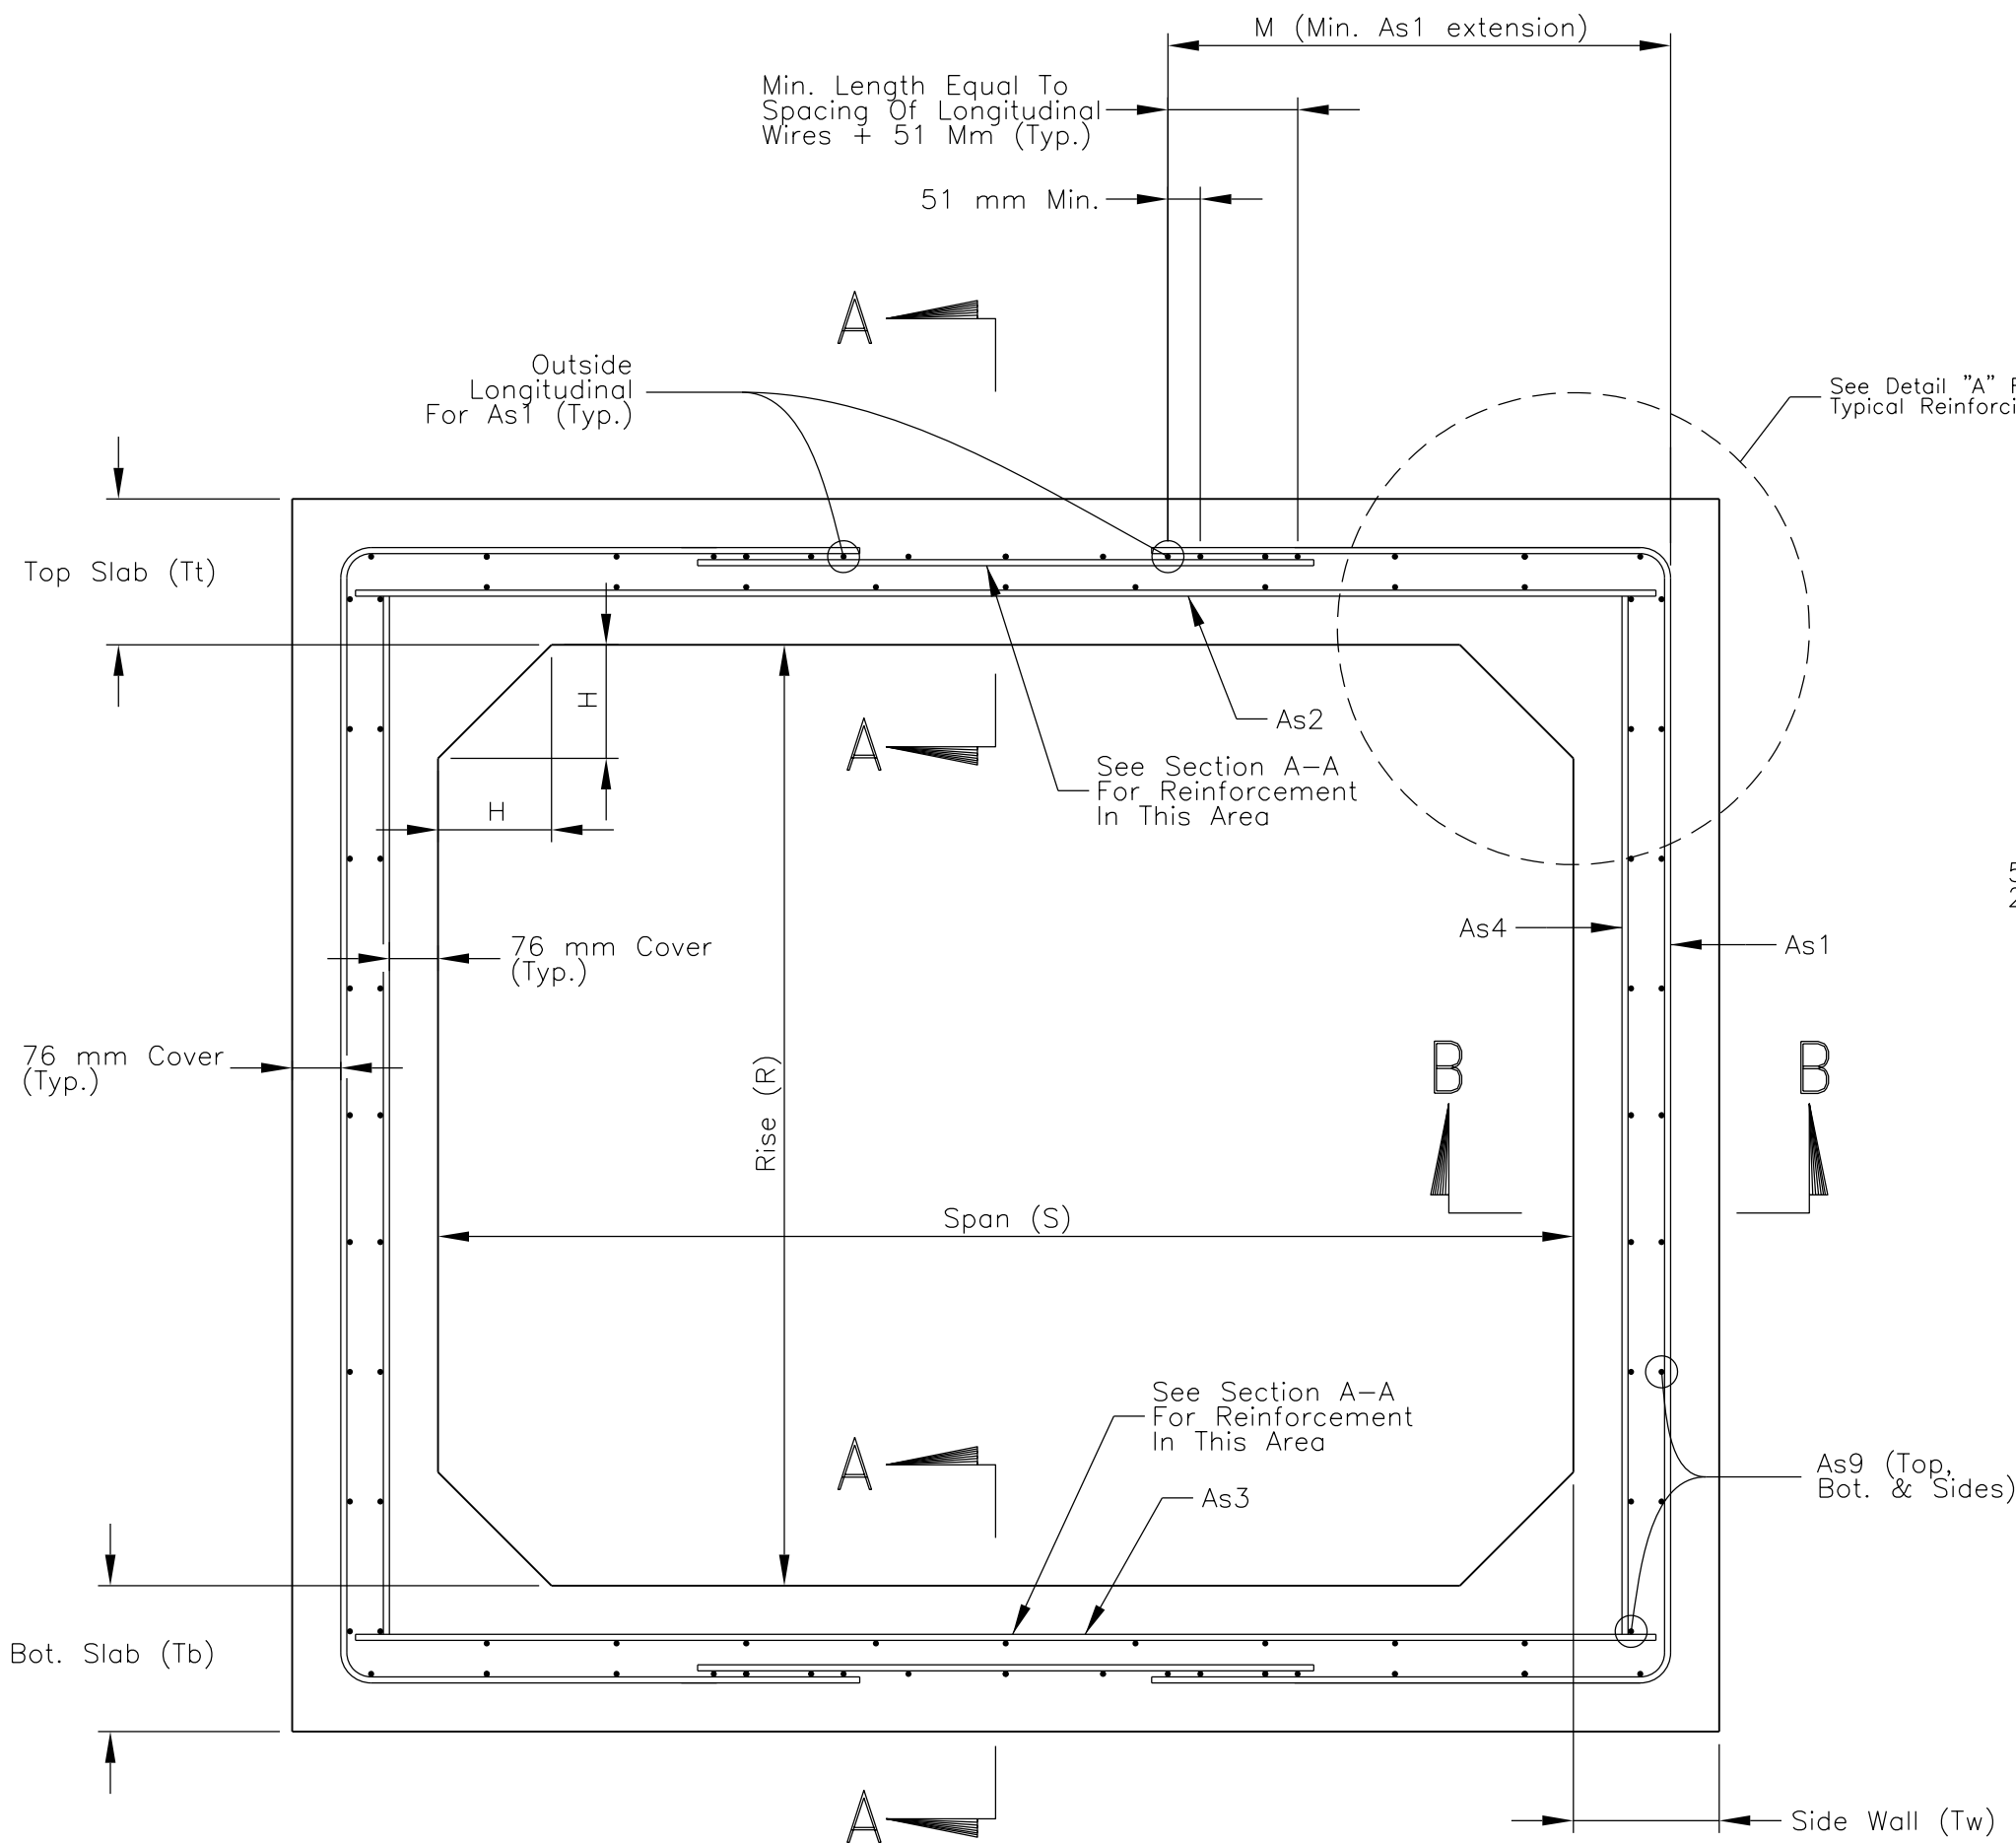 M (Min. As1 extension)
Min. Length Equal To
Spacing Of Longitudinal
Wires + 51 Mm (Typ.)
51 mm Min.
A
Outside
Longitudinal
For As1 (Typ.)
See Detail "A"
Typical
Top Slab (Tt)
H
As2
A
See Section A-A
For Reinforcement
In This Area
H
As4
As1
76 mm Cover
(Typ.)
76 mm Cover
(Typ.)
B
B
Rise (R)
Span (S)
See Section A-A
For Reinforcement
In This Area
A
As3
As9 (Top,
Bot. & Sides)
Bot. Slab (Tb)
A
Side Wall (Tw)